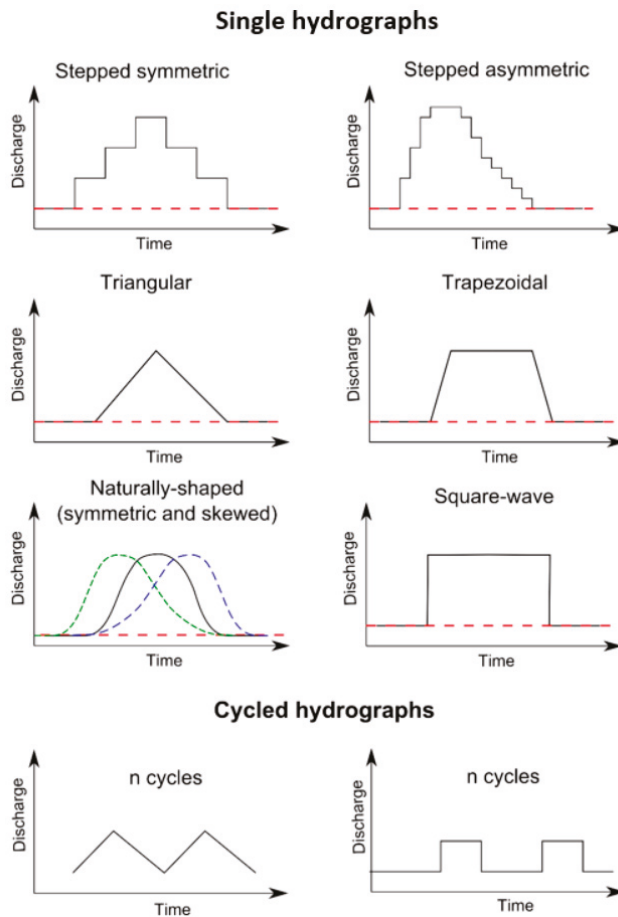 Single hydrographs
Stepped symmetric
Discharge
Time
Stepped asymmetric
Discharge
Time
Triangular
Discharge
Time
Trapezoidal
Discharge
Time
Naturally-shaped
(symmetric and skewed)
Discharge
Time
Square-wave
Discharge
Time
Cycled hydrographs
n cycles
Discharge
Time
n cycles
Discharge
Time